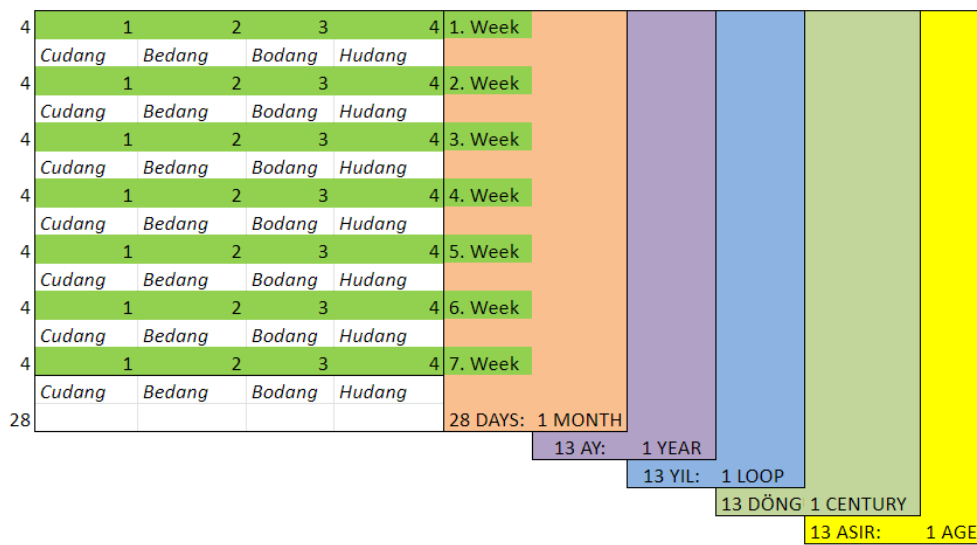 4 1 2 3 4 1. Week
Cudang Bedang Bodang Hudang
4 1 2 3 4 2. Week
Cudang Bedang Bodang Hudang
4 1 2 3 4 3. Week
Cudang Bedang Bodang Hudang
4 1 2 3 4 4. Week
Cudang Bedang Bodang Hudang
4 1 2 3 4 5. Week
Cudang Bedang Bodang Hudang
4 1 2 3 4 6. Week
Cudang Bedang Bodang Hudang
4 1 2 3 4 7. Week
Cudang Bedang Bodang Hudang
28 28 DAYS: 1 MONTH
13 AY: 1 YEAR
13 YIL: 1 LOOP
13 DÖNG 1 CENTURY
13 ASIR: 1 AGE